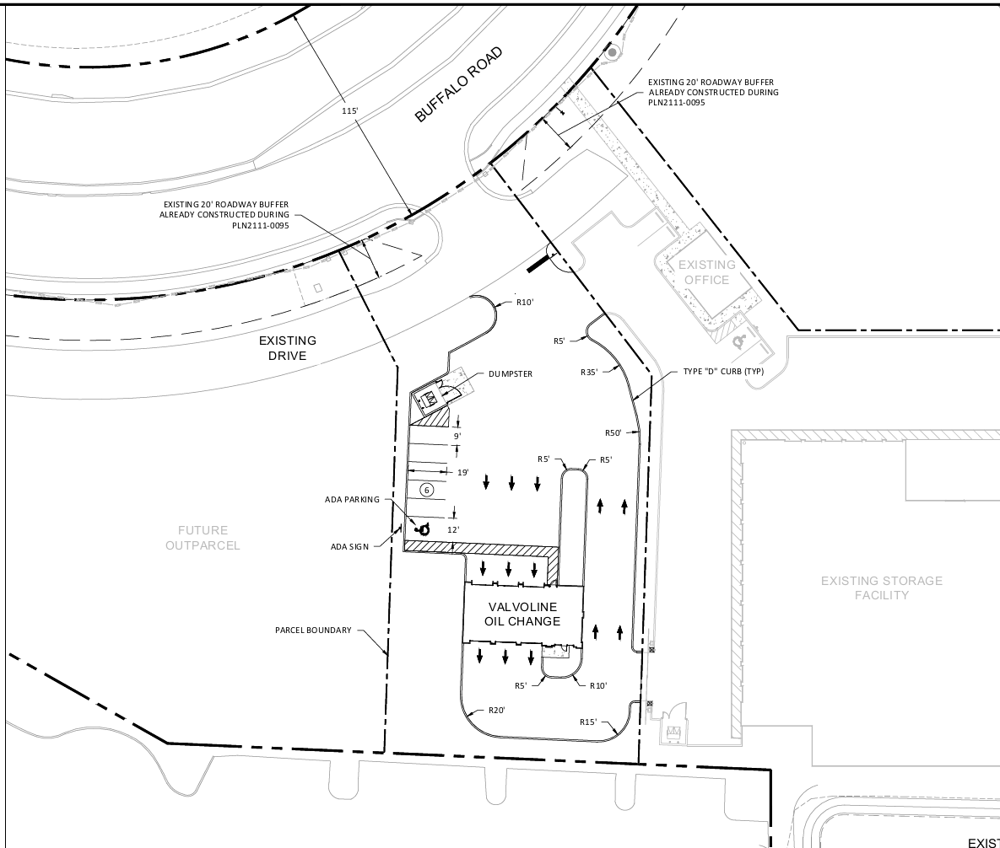 BUFFALO ROAD
115'
EXISTING 20' ROADWAY BUFFER
ALREADY CONSTRUCTED DURING
PLN2111-0095
EXISTING 20' ROADWAY BUFFER
ALREADY CONSTRUCTED DURING
PLN2111-0095
EXISTING
OFFICE
R10'
EXISTING
DRIVE
R5'
R35'
TYPE "D" CURB (TYP)
DUMPSTER
9'
R50'
R5'
R5'
19'
6
ADA PARKING
12'
FUTURE
OUTPARCEL
ADA SIGN
EXISTING STORAGE
FACILITY
VALVOLINE
OIL CHANGE
PARCEL BOUNDARY
R5'
R10'
R20'
R15'
EXIST